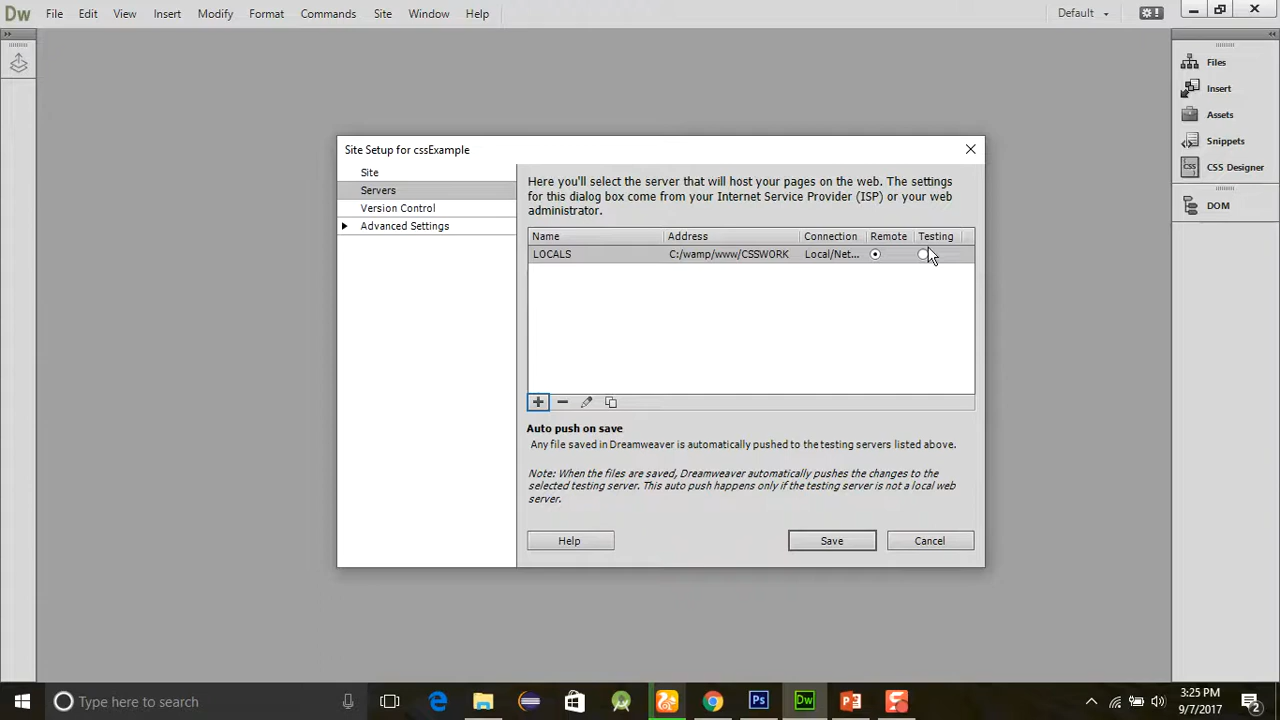 Dw File Edit View Insert Modify Format Commands Site Window Help Default
Files
Insert
Assets
Snippets
CSS CSS Designer
DOM
Site Setup for cssExample
Site
Servers
Version Control
Advanced Settings
Here you'll select the server that will host your pages on the web. The settings
for this dialog box come from your Internet Service Provider (ISP) or your web
administrator.
Name Address Connection Remote Testing
LOCALS C:/wamp/www/CSSWORK Local/Net...
Auto push on save
Any file saved in Dreamweaver is automatically pushed to the testing servers listed above.
Note: When the files are saved, Dreamweaver automatically pushes the changes to the
selected testing server. This auto push happens only if the testing server is not a local web
server.
Help Save Cancel
Type here to search
Ps Dw
3:25 PM
9/7/2017
2